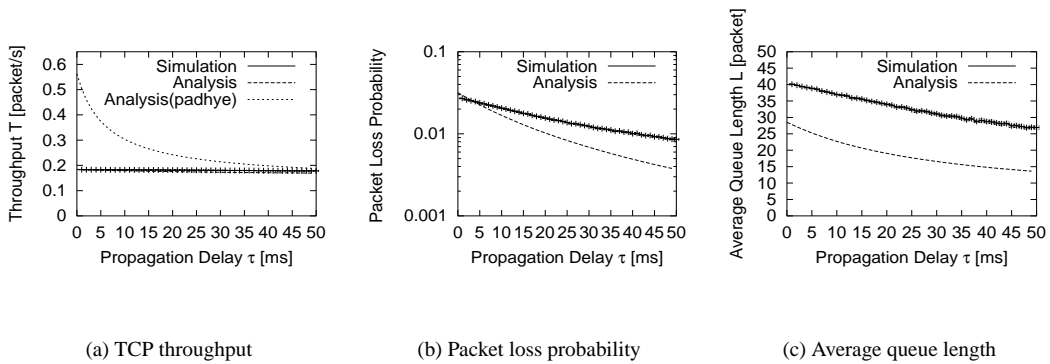 Throughput T [packet/s]
0.6
0.5
0.4
0.3
0.2
0.1
0
Simulation
Analysis
Analysis(padhye)
0 5 10 15 20 25 30 35 40 45 50
Propagation Delay τ [ms]
(a) TCP throughput
Packet Loss Probability
0.1
0.01
0.001
Simulation
Analysis
0 5 10 15 20 25 30 35 40 45 50
Propagation Delay τ [ms]
(b) Packet loss probability
Average Queue Length L [packet]
50
45
40
35
30
25
20
15
10
5
0
Simulation
Analysis
0 5 10 15 20 25 30 35 40 45 50
Propagation Delay τ [ms]
(c) Average queue length